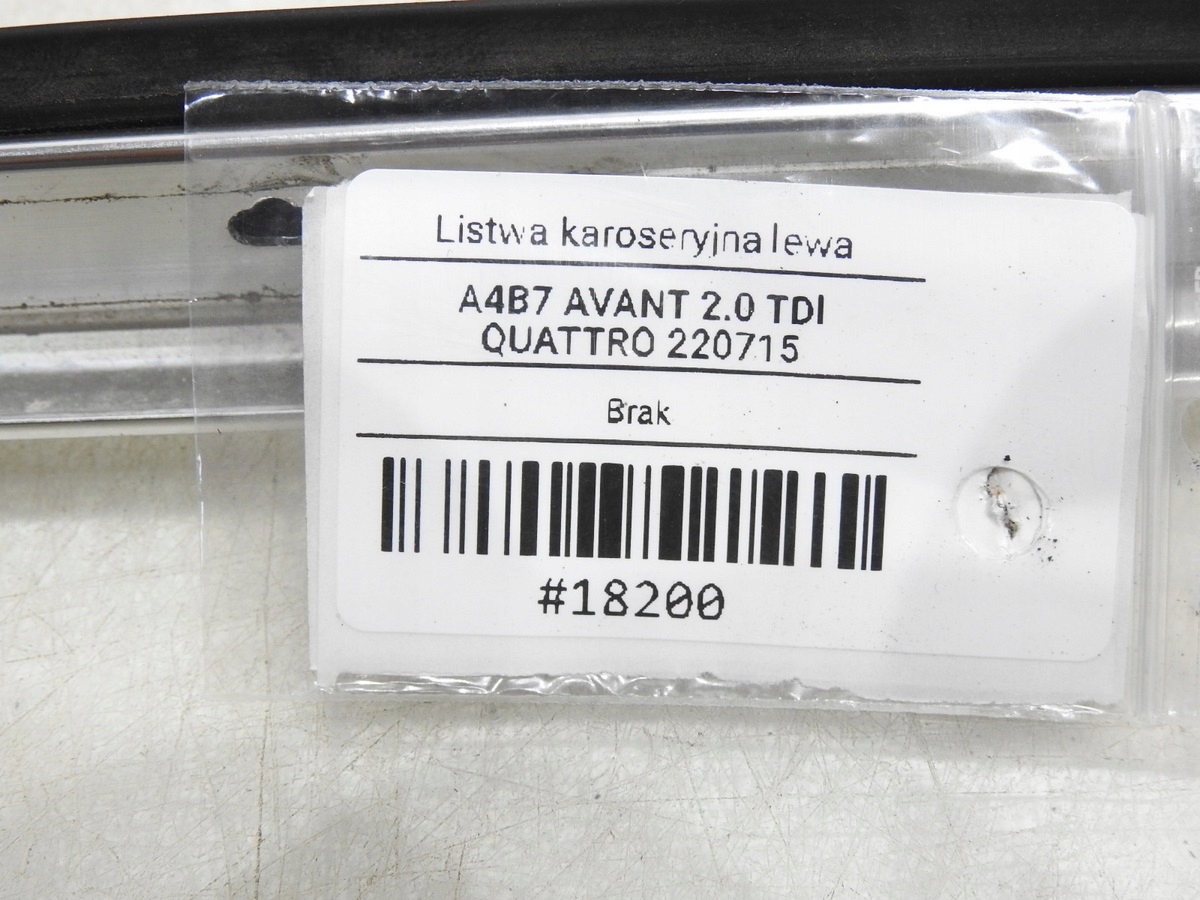 Listwa karoseryjna lewa
A4B7 AVANT 2.0 TDI
QUATTRO 220715
Brak
#18200